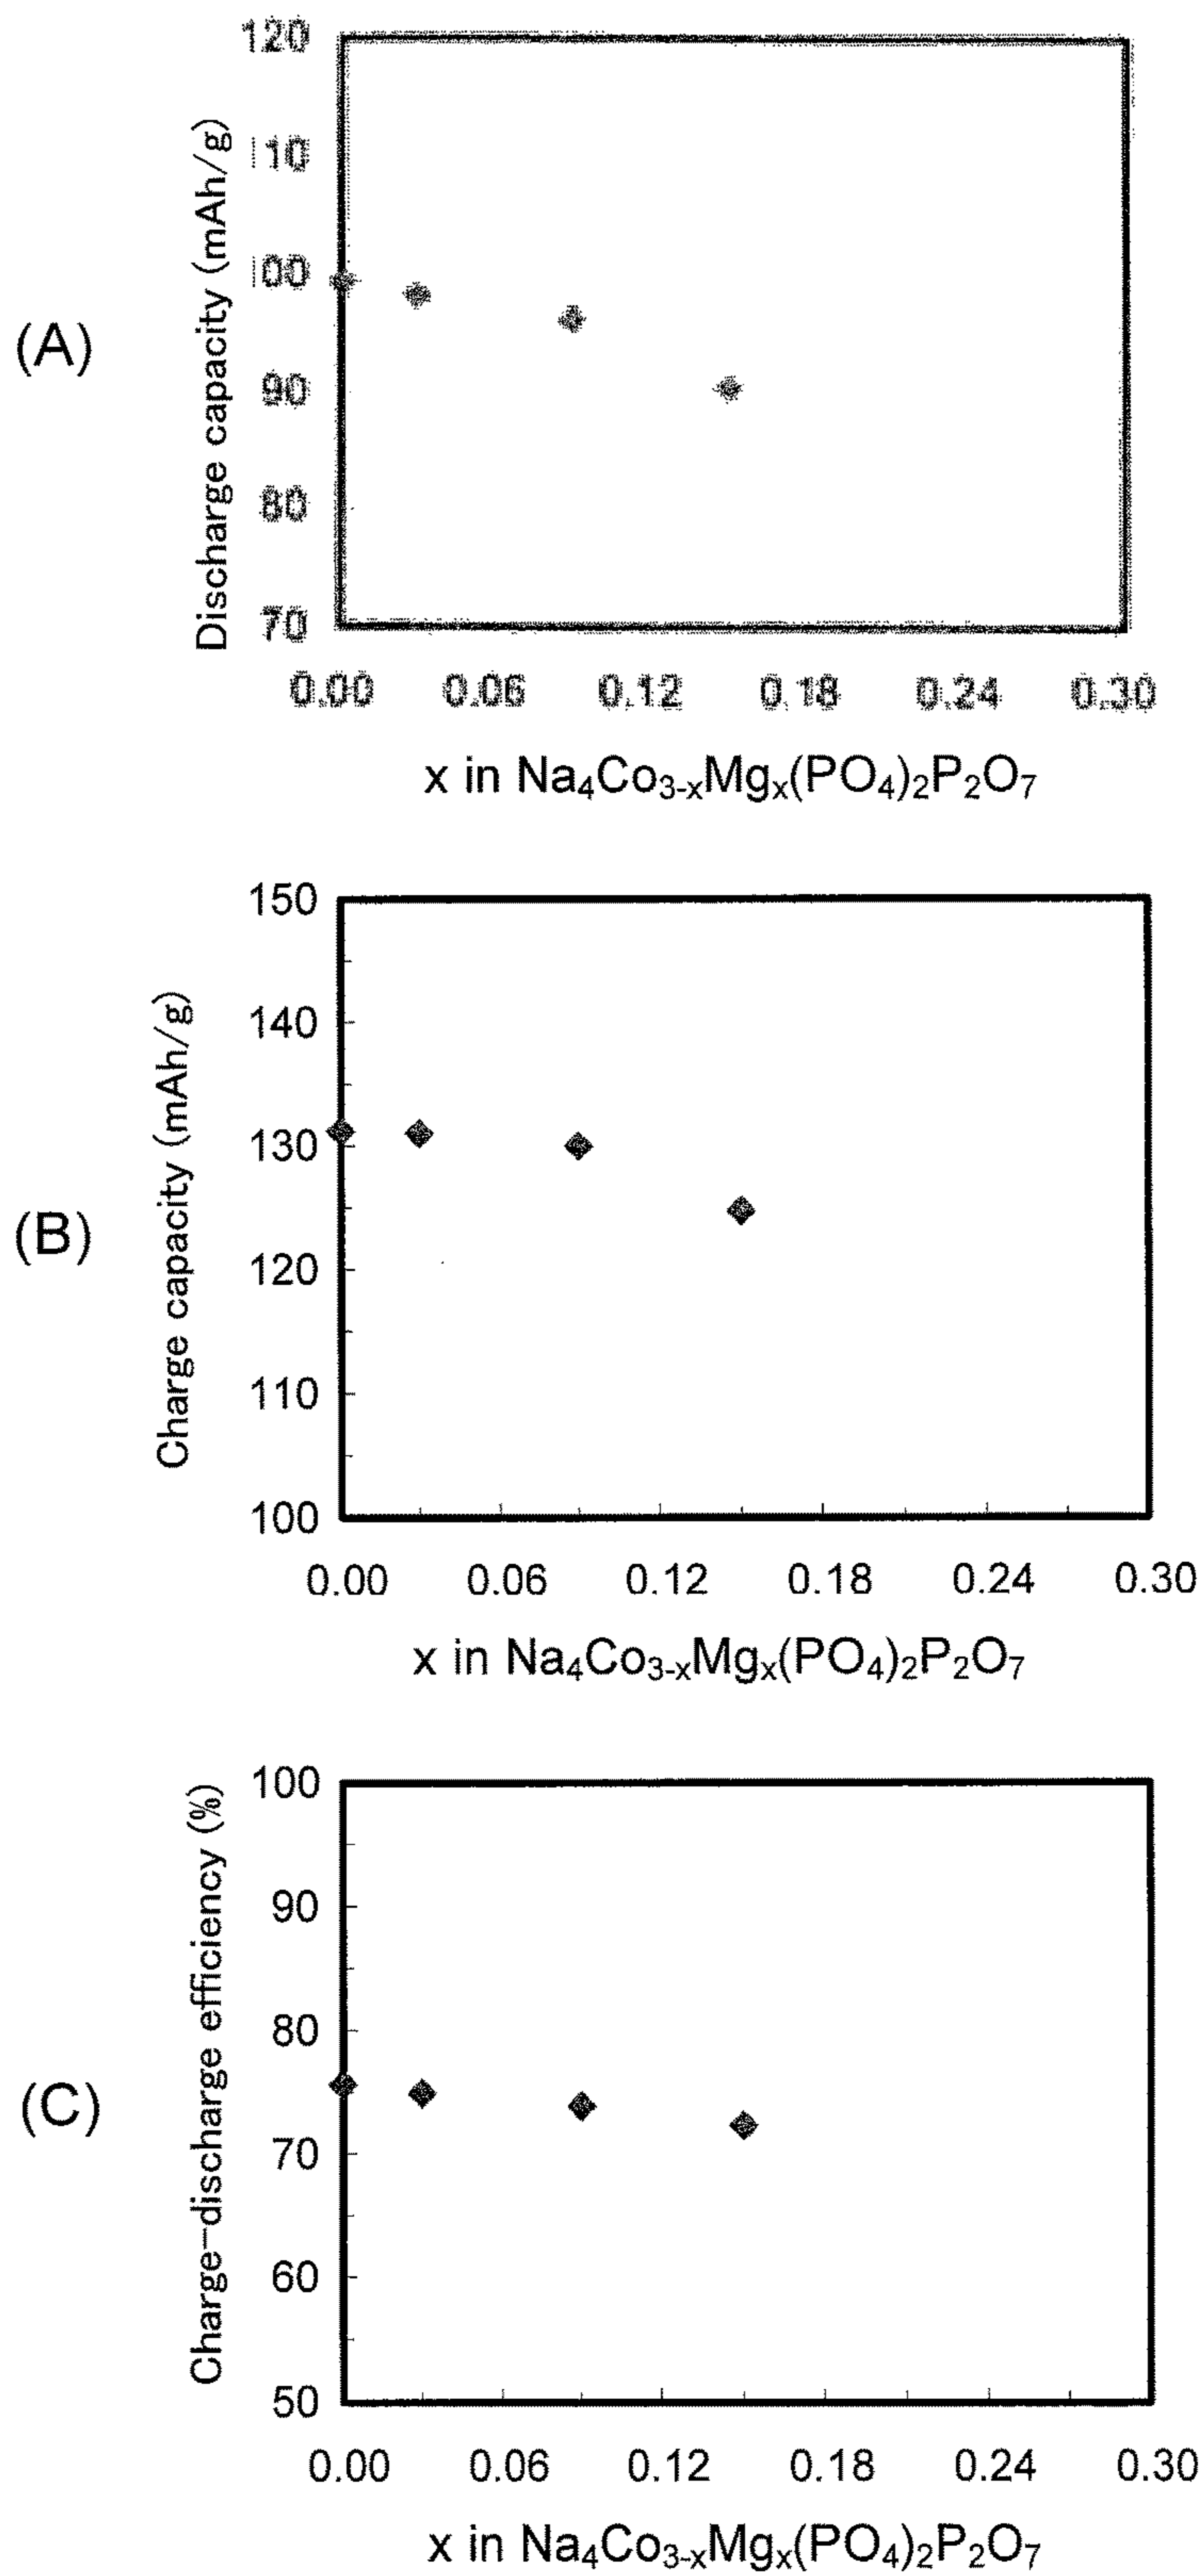 (A)
Discharge capacity (mAh/g)
120
110
100
90
80
70
0.00 0.06 0.12 0.18 0.24 0.30
x in Na₄Co₃₋ₓMgₓ(PO₄)₂P₂O₇
(B)
Charge capacity (mAh/g)
150
140
130
120
110
100
0.00 0.06 0.12 0.18 0.24 0.30
x in Na₄Co₃₋ₓMgₓ(PO₄)₂P₂O₇
(C)
Charge-discharge efficiency (%)
100
90
80
70
60
50
0.00 0.06 0.12 0.18 0.24 0.30
x in Na₄Co₃₋ₓMgₓ(PO₄)₂P₂O₇